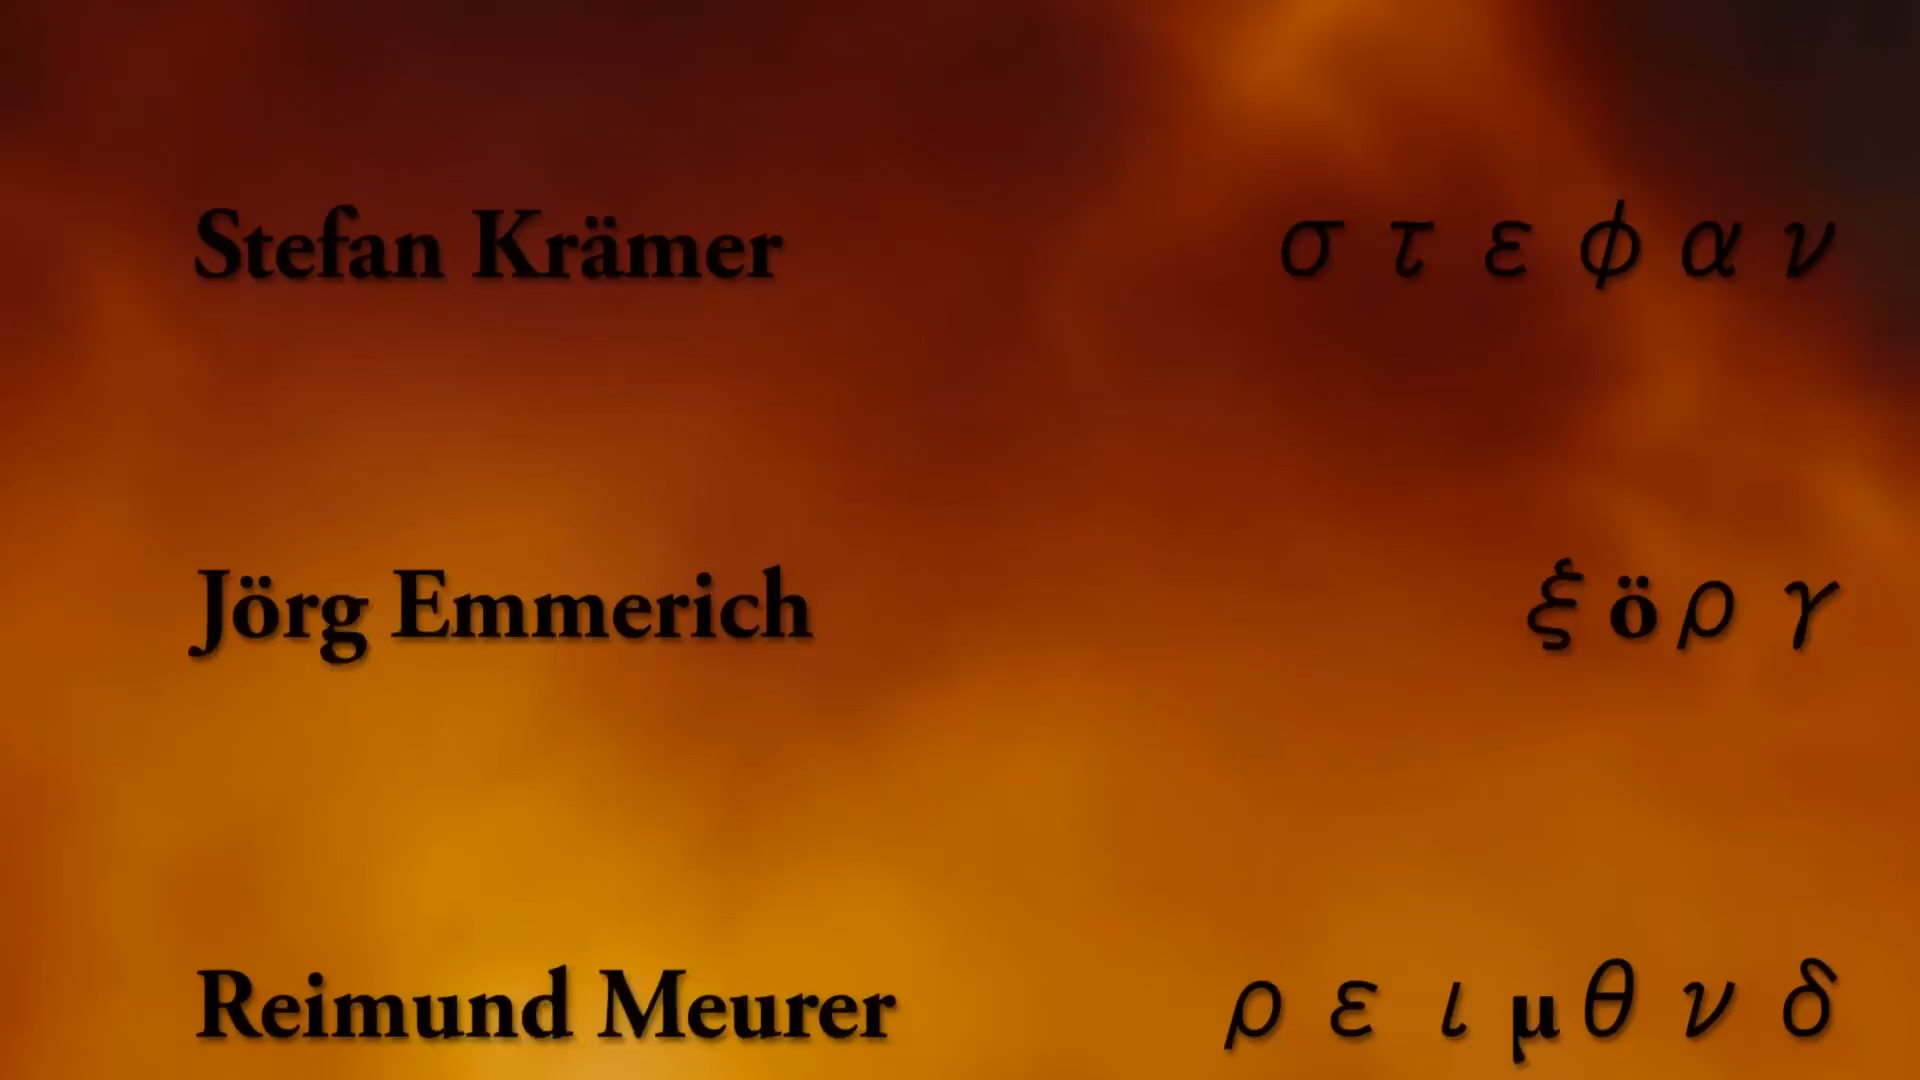 Stefan Krämer σ τ ε φ α ν
Jörg Emmerich ξ ö ρ γ
Reimund Meurer ρ ε ι μ θ ν δ